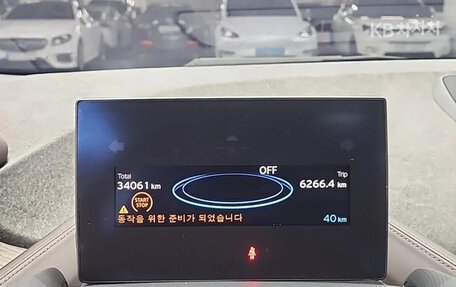 KB차차차
OFF
Total
34061 km
Trip
6266.4 km
START
STOP
동작을 위한 준비가 되었습니다
40 km